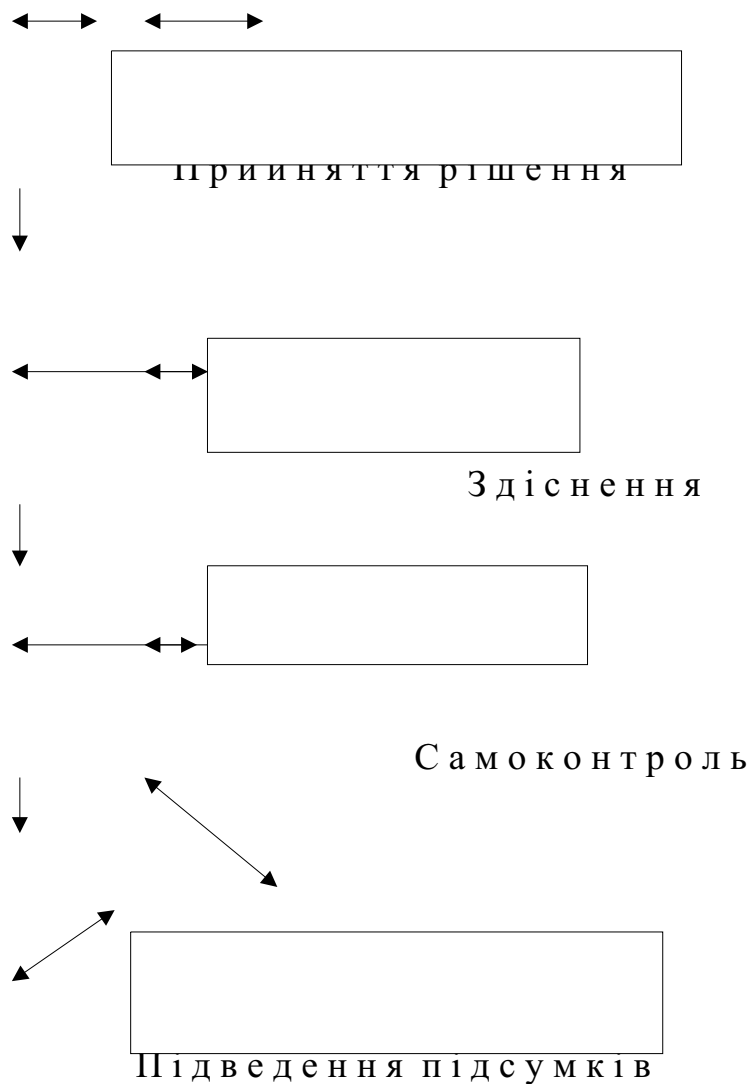 Прийняття рішення
Здіснення
Самоконтроль
Підведення підсумків